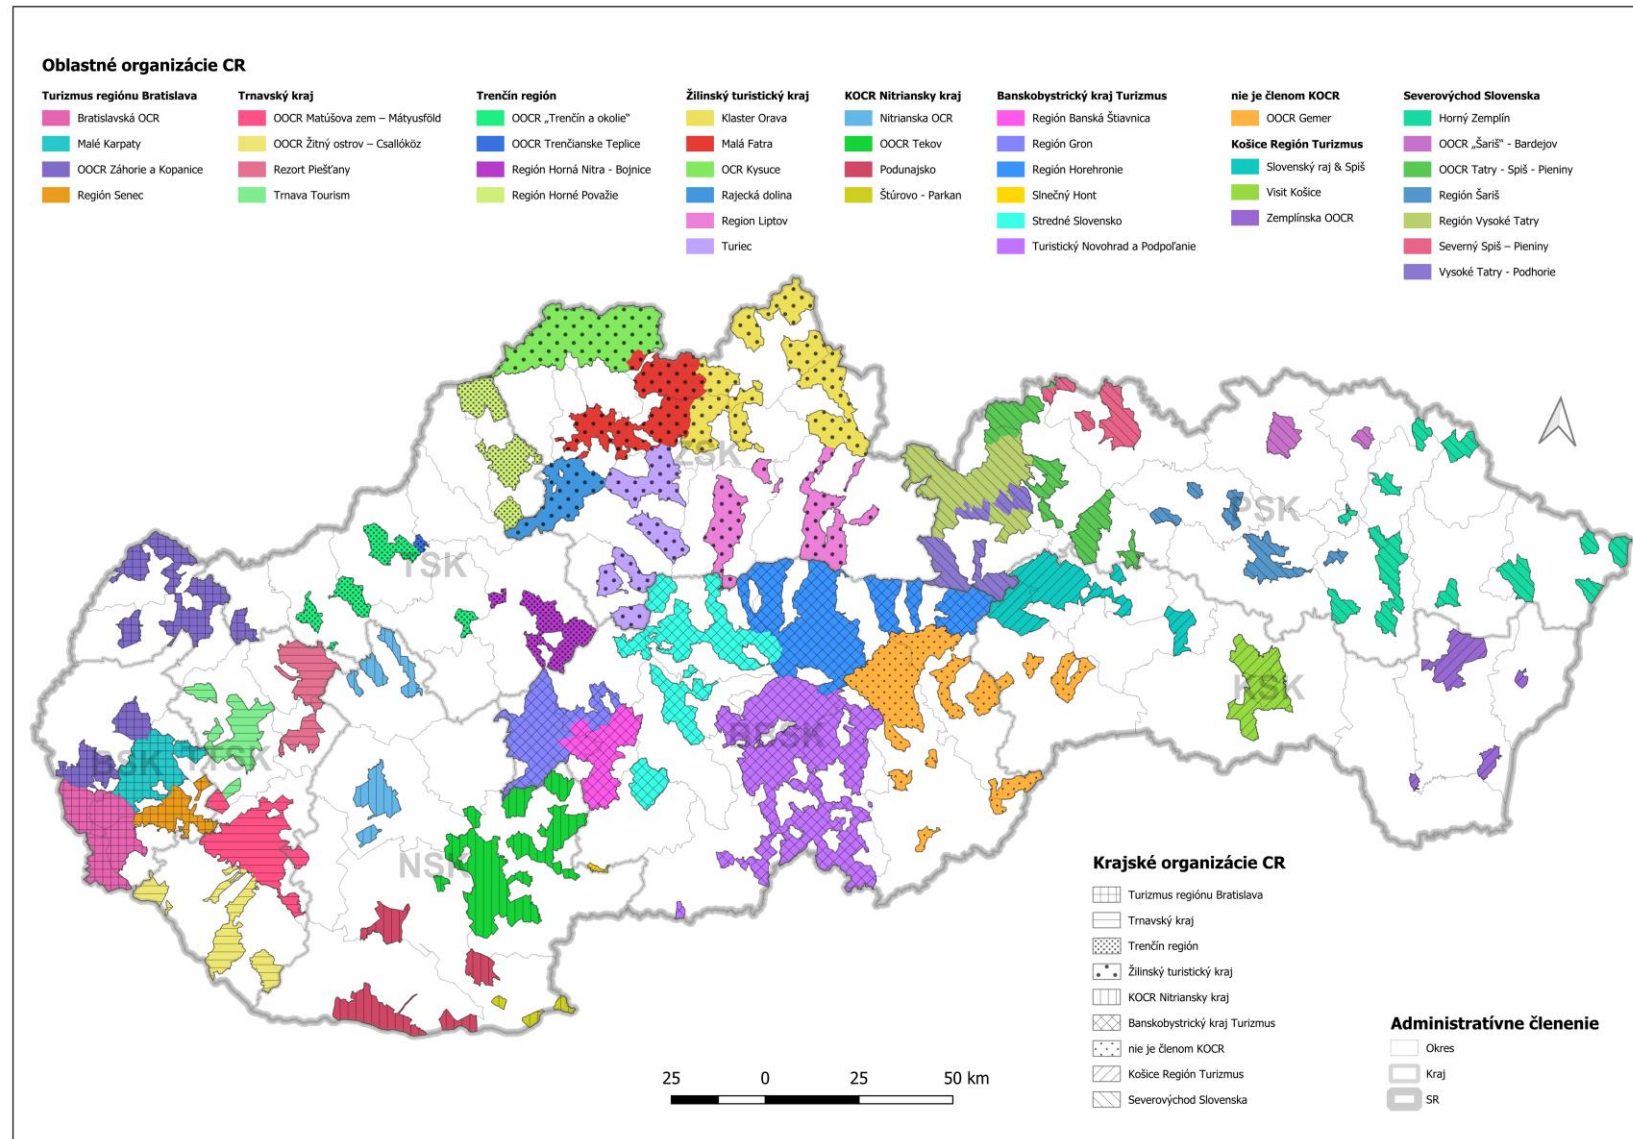 Oblastné organizácie CR
Turizmus regiónu Bratislava
Bratislavská OCR
Malé Karpaty
OOCR Záhorie a Kopanice
Región Senec
Trnavský kraj
OOCR Matúšova zem – Mátyusföld
OOCR Žitný ostrov – Csallóköz
Rezort Piešťany
Trnava Tourism
Trenčín región
OOCR „Trenčín a okolie"
OOCR Trenčianske Teplice
Región Horná Nitra - Bojnice
Región Horné Považie
Žilinský turistický kraj
Klaster Orava
Malá Fatra
OCR Kysuce
Rajecká dolina
Region Liptov
Turiec
KOCR Nitriansky kraj
Nitrianska OCR
OOCR Tekov
Podunajsko
Štúrovo - Parkan
Banskobystrický kraj Turizmus
Región Banská Štiavnica
Región Gron
Región Horehronie
Slnečný Hont
Stredné Slovensko
Turistický Novohrad a Podpoľanie
nie je členom KOCR
OOCR Gemer
Košice Región Turizmus
Slovenský raj & Spiš
Visit Košice
Zemplínska OOCR
Severovýchod Slovenska
Horný Zemplín
OOCR „Šariš" - Bardejov
OOCR Tatry - Spiš - Pieniny
Región Šariš
Región Vysoké Tatry
Severný Spiš – Pieniny
Vysoké Tatry - Podhorie
ŽSK
PSK
TSK
KSK
BBSK
BSK
TTSK
NSK
Krajské organizácie CR
Turizmus regiónu Bratislava
Trnavský kraj
Trenčín región
Žilinský turistický kraj
KOCR Nitriansky kraj
Banskobystrický kraj Turizmus
nie je členom KOCR
Košice Región Turizmus
Severovýchod Slovenska
Administratívne členenie
Okres
Kraj
SR
25 0 25 50 km